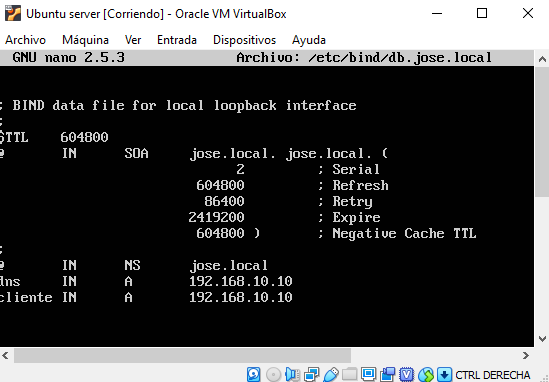 Ubuntu server [Corriendo] - Oracle VM VirtualBox
Archivo Máquina Ver Entrada Dispositivos Ayuda
GNU nano 2.5.3 Archivo: /etc/bind/db.jose.local
; BIND data file for local loopback interface
;
$TTL 604800
@ IN SOA jose.local. jose.local. (
2 ; Serial
604800 ; Refresh
86400 ; Retry
2419200 ; Expire
604800 ) ; Negative Cache TTL
;
@ IN NS jose.local
dns IN A 192.168.10.10
cliente IN A 192.168.10.10
CTRL DERECHA